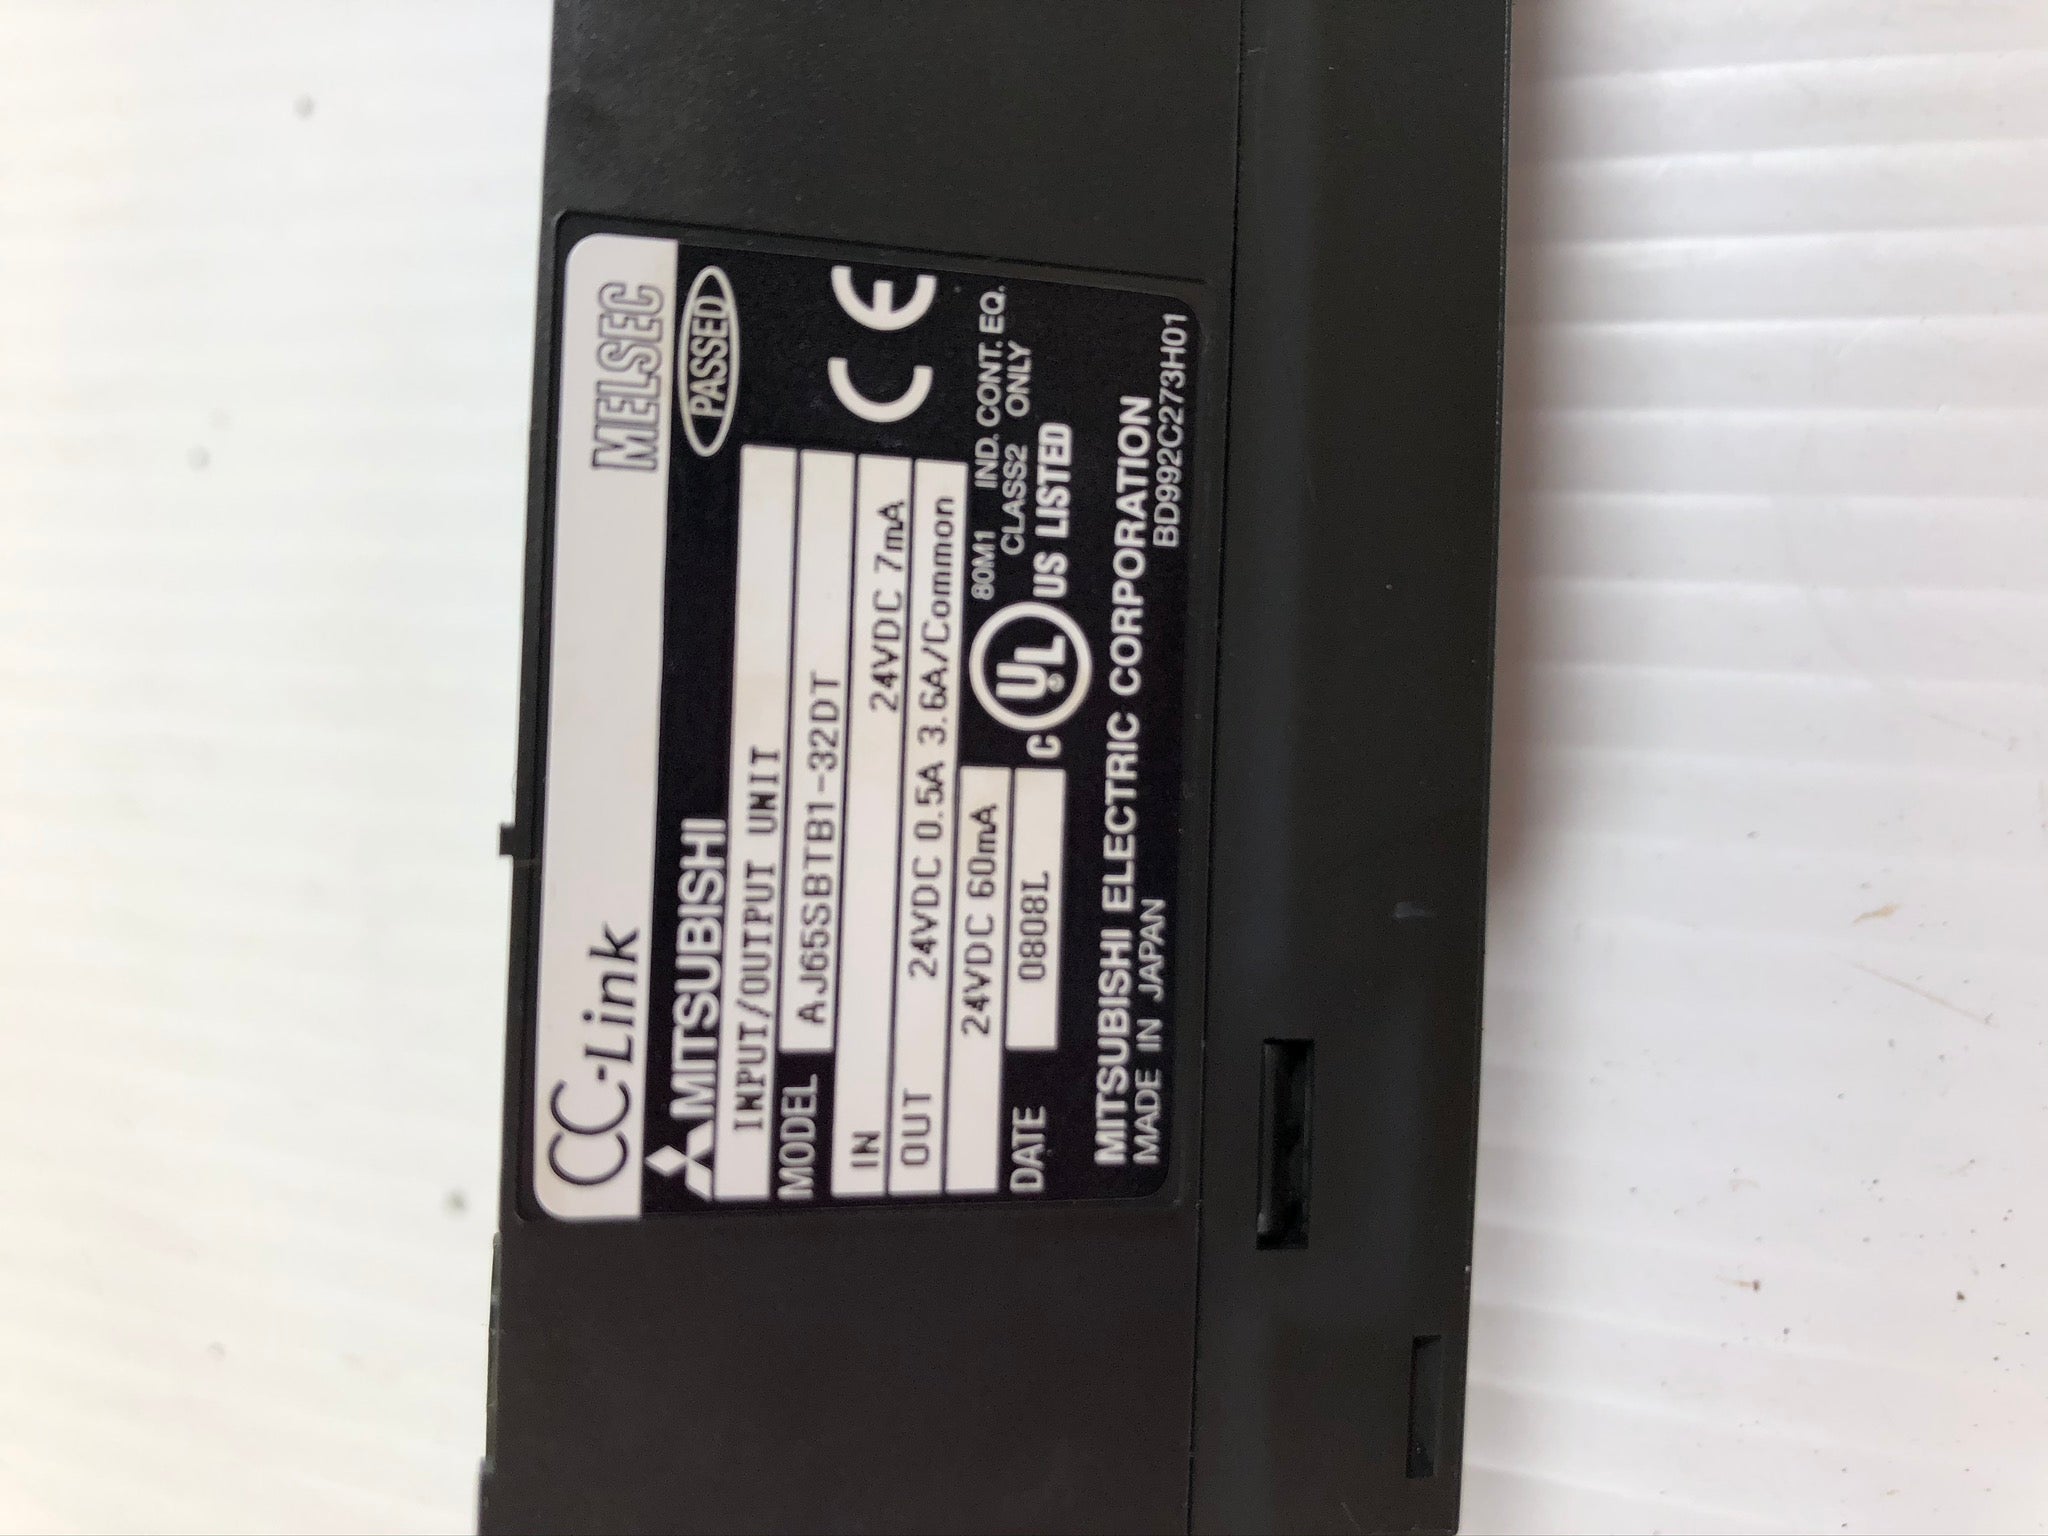 CC-Link MELSEC
MITSUBISHI PASSED
INPUT/OUTPUT UNIT
MODEL AJ65SBTB1-32DT
IN 24VDC 7mA
OUT 24VDC 0.5A 3.6A/Common
24VDC 60mA
DATE 0808L
CE
80M1 IND. CONT. EQ.
CLASS2 ONLY
C UL US LISTED
MITSUBISHI ELECTRIC CORPORATION
MADE IN JAPAN BD992C273H01